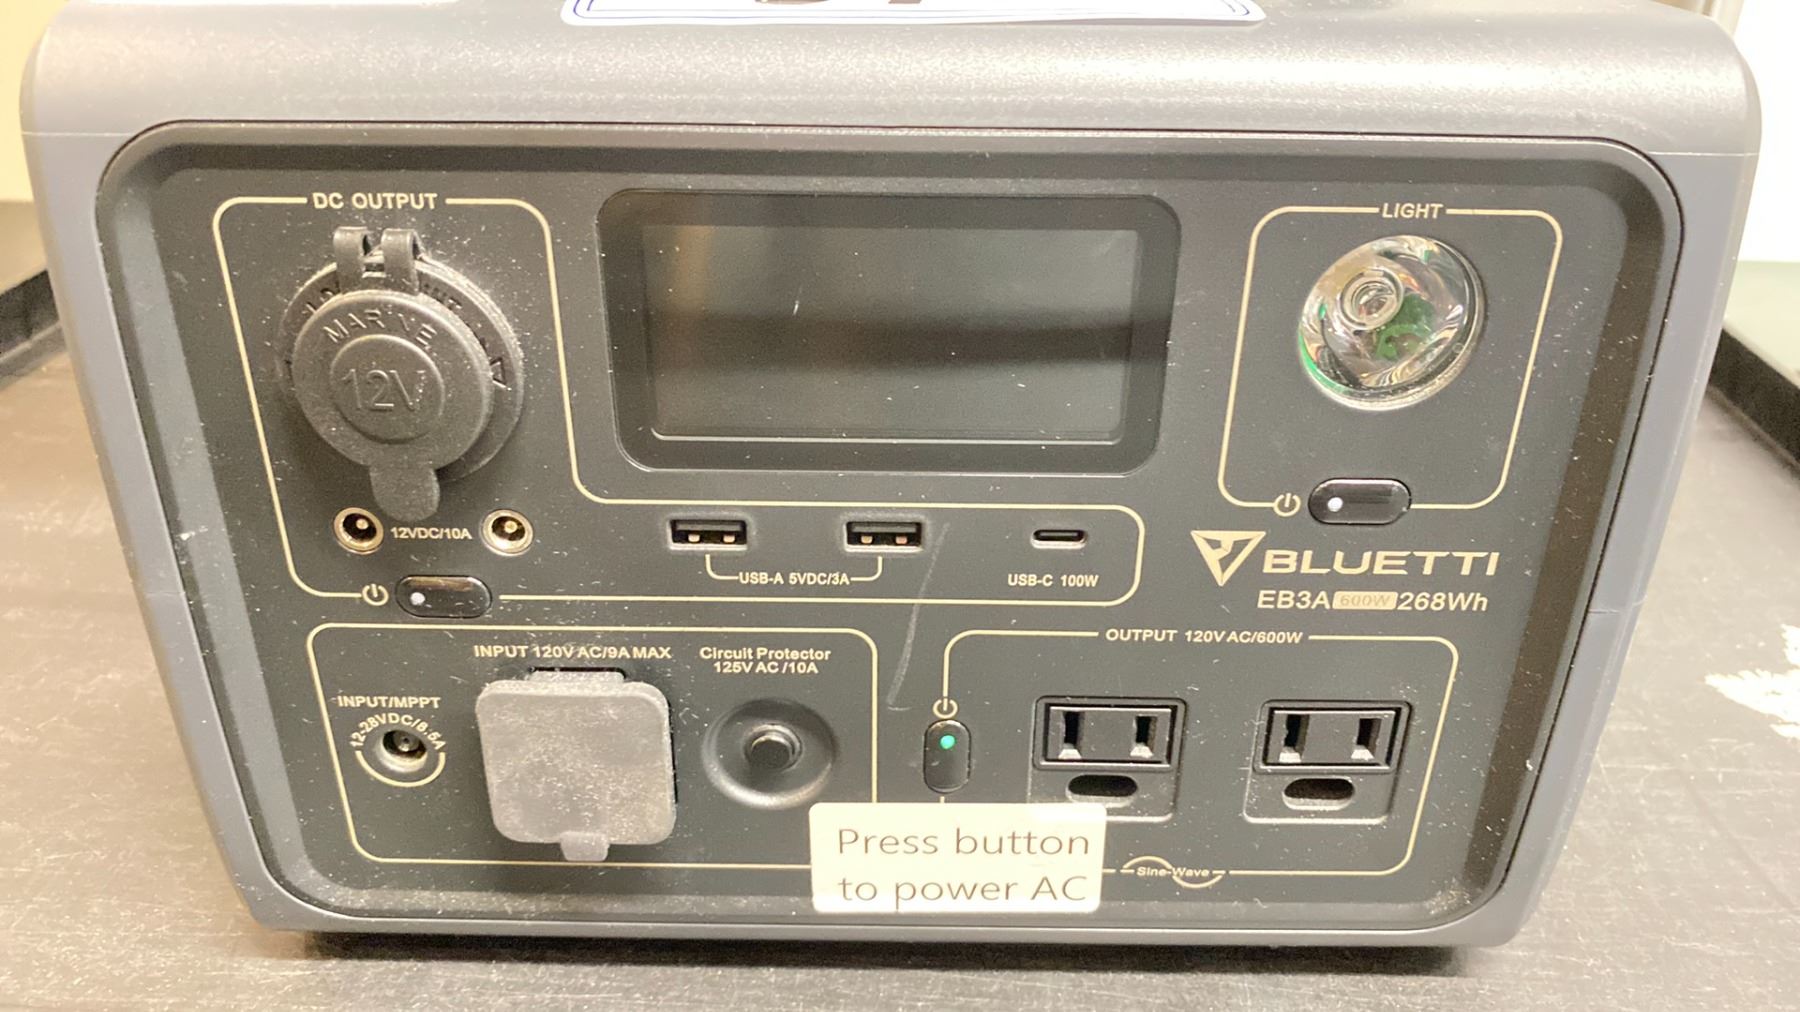 DC OUTPUT
LIGHT
MARINE
12V
12VDC/10A
USB-A 5VDC/3A
USB-C 100W
BLUETTI
EB3A 600W 268Wh
INPUT 120V AC/9A MAX
Circuit Protector
125V AC /10A
OUTPUT 120V AC/600W
INPUT/MPPT
12-28VDC/8.5A
Press button
to power AC
Sine-Wave